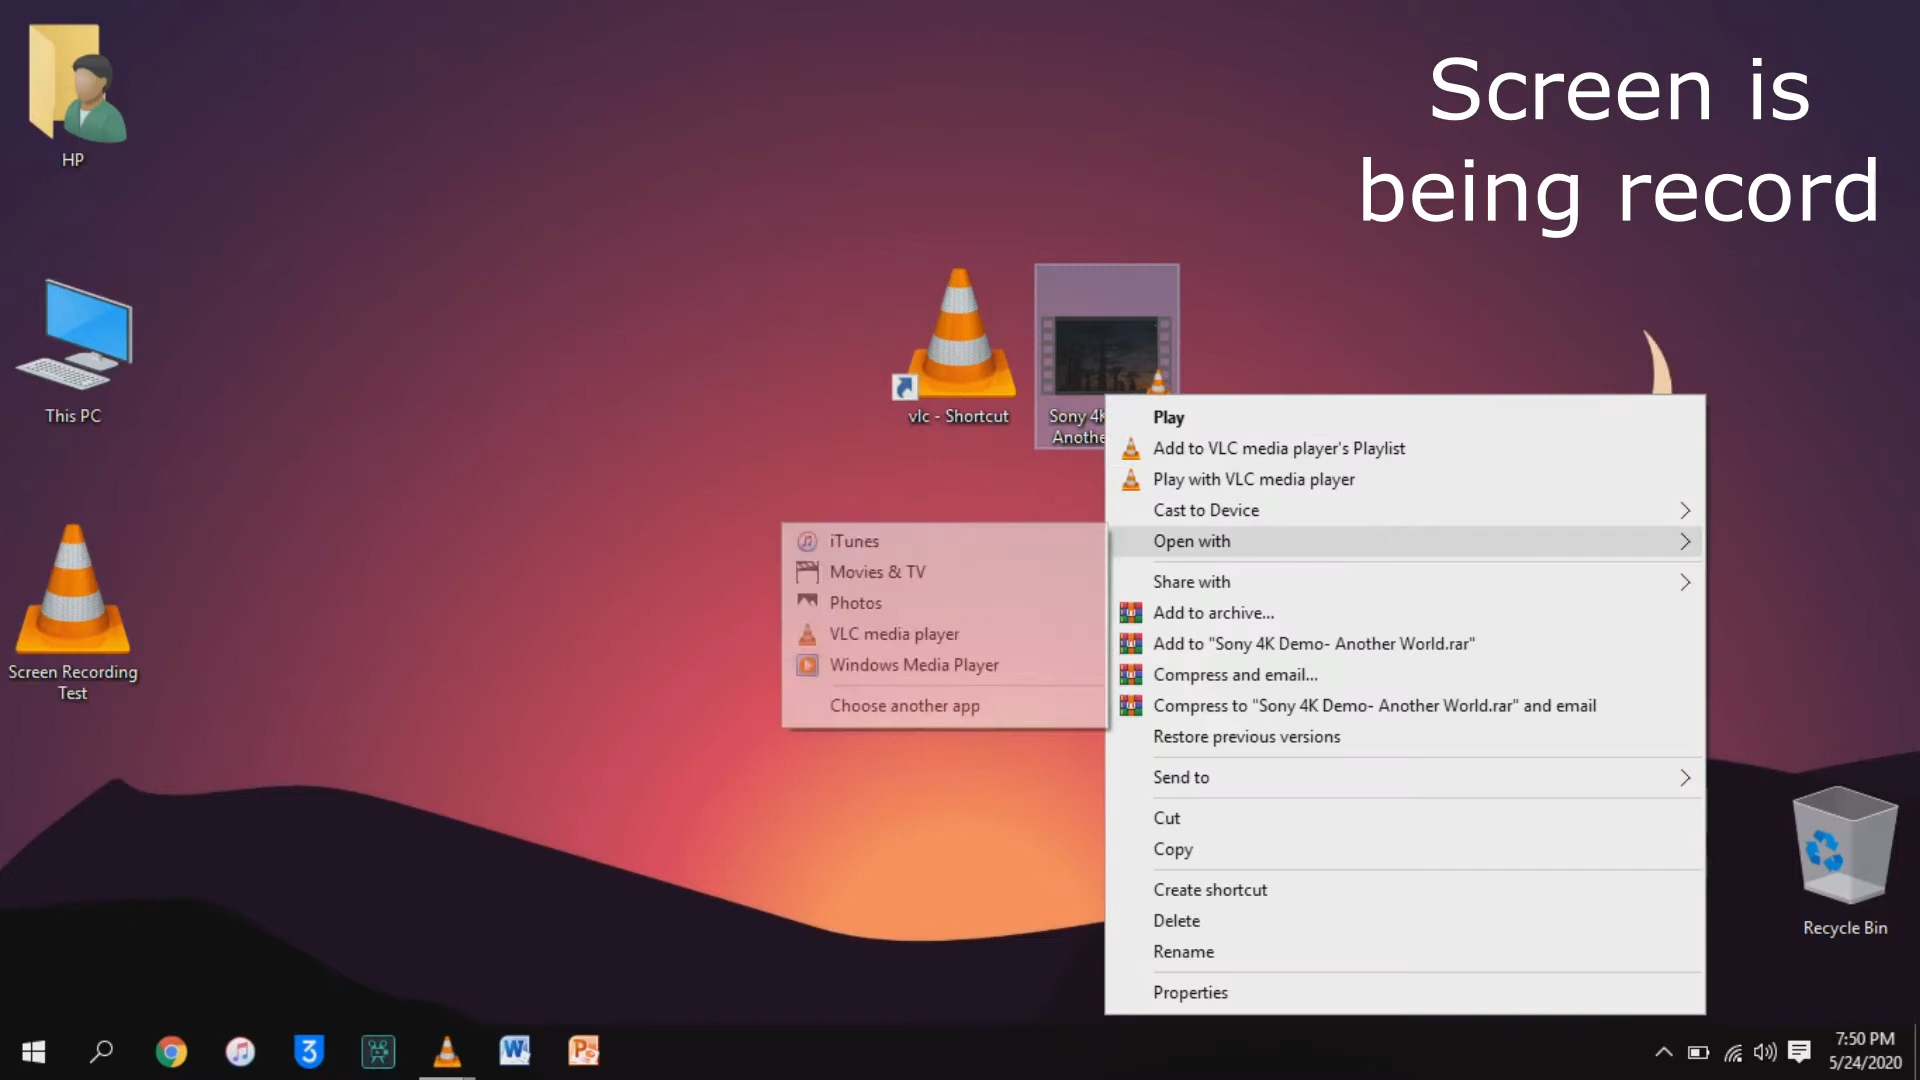 Screen is
being record
HP
This PC
Screen Recording
Test
vlc - Shortcut
Sony 4K
Anothe
Play
Add to VLC media player's Playlist
Play with VLC media player
Cast to Device
Open with
Share with
Add to archive...
Add to "Sony 4K Demo- Another World.rar"
Compress and email...
Compress to "Sony 4K Demo- Another World.rar" and email
Restore previous versions
Send to
Cut
Copy
Create shortcut
Delete
Rename
Properties
iTunes
Movies & TV
Photos
VLC media player
Windows Media Player
Choose another app
Recycle Bin
3
W
P
7:50 PM
5/24/2020